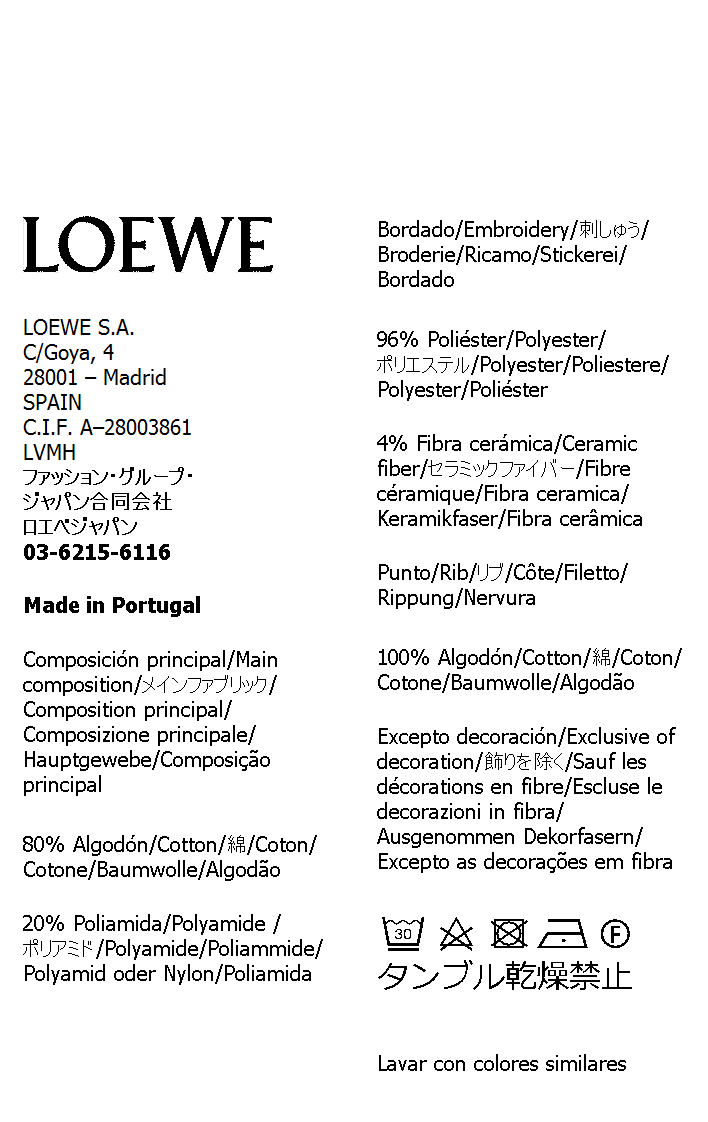 LOEWE
LOEWE S.A.
C/Goya, 4
28001 – Madrid
SPAIN
C.I.F. A–28003861
LVMH
ファッション・グループ・
ジャパン合同会社
ロエベジャパン
03-6215-6116
Made in Portugal
Composición principal/Main
composition/メインファブリック/
Composition principal/
Composizione principale/
Hauptgewebe/Composição
principal
80% Algodón/Cotton/綿/Coton/
Cotone/Baumwolle/Algodão
20% Poliamida/Polyamide /
ポリアミド/Polyamide/Poliammide/
Polyamid oder Nylon/Poliamida
Bordado/Embroidery/刺しゅう/
Broderie/Ricamo/Stickerei/
Bordado
96% Poliéster/Polyester/
ポリエステル/Polyester/Poliestere/
Polyester/Poliéster
4% Fibra cerámica/Ceramic
fiber/セラミックファイバー/Fibre
céramique/Fibra ceramica/
Keramikfaser/Fibra cerâmica
Punto/Rib/リブ/Côte/Filetto/
Rippung/Nervura
100% Algodón/Cotton/綿/Coton/
Cotone/Baumwolle/Algodão
Excepto decoración/Exclusive of
decoration/飾りを除く/Sauf les
décorations en fibre/Escluse le
decorazioni in fibra/
Ausgenommen Dekorfasern/
Excepto as decorações em fibra
30 F
タンブル乾燥禁止
Lavar con colores similares